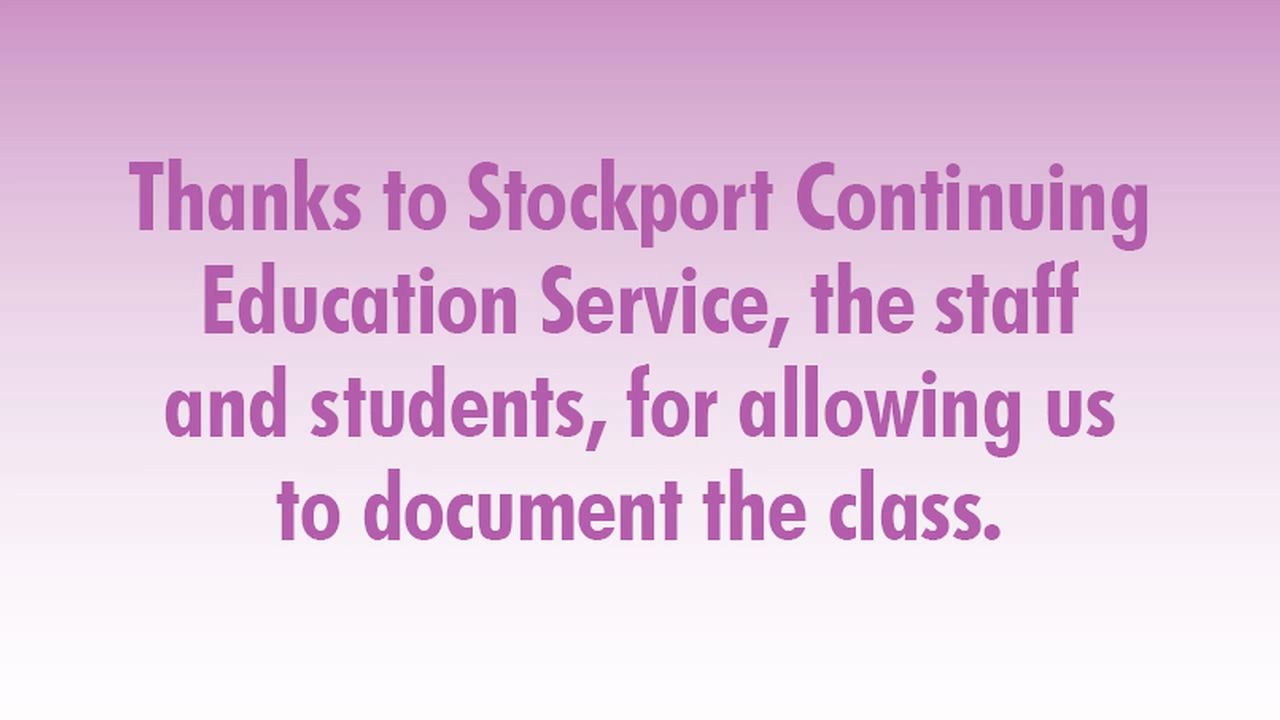 Thanks to Stockport Continuing
Education Service, the staff
and students, for allowing us
to document the class.